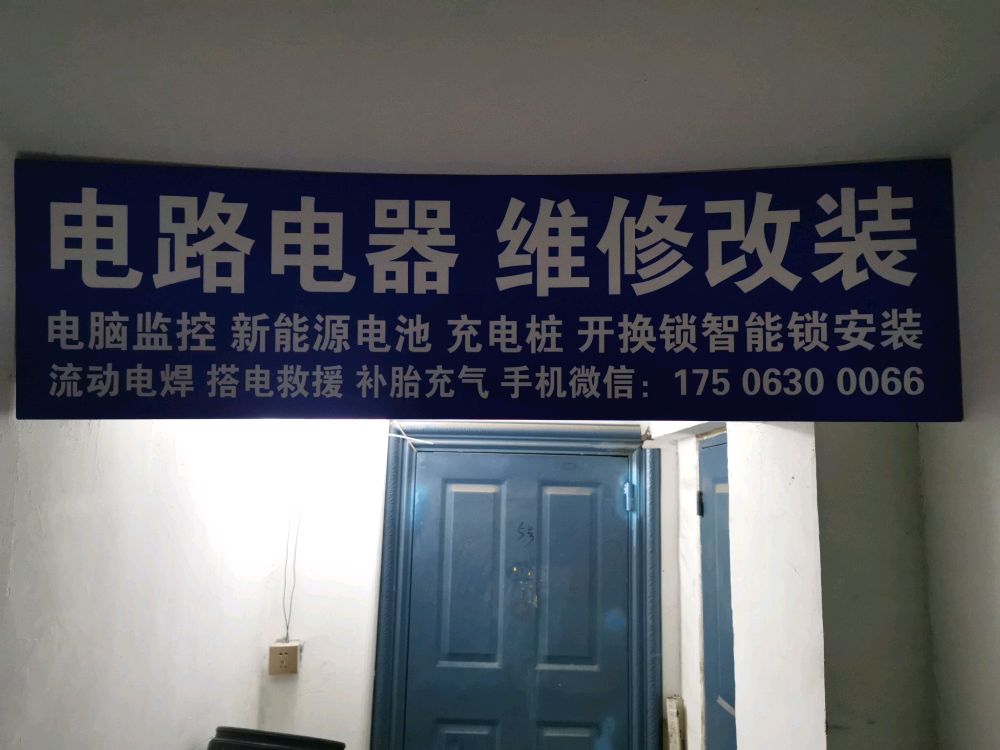 电路电器 维修改装
电脑监控 新能源电池 充电桩 开换锁智能锁安装
流动电焊 搭电救援 补胎充气 手机微信：175 0630 0066